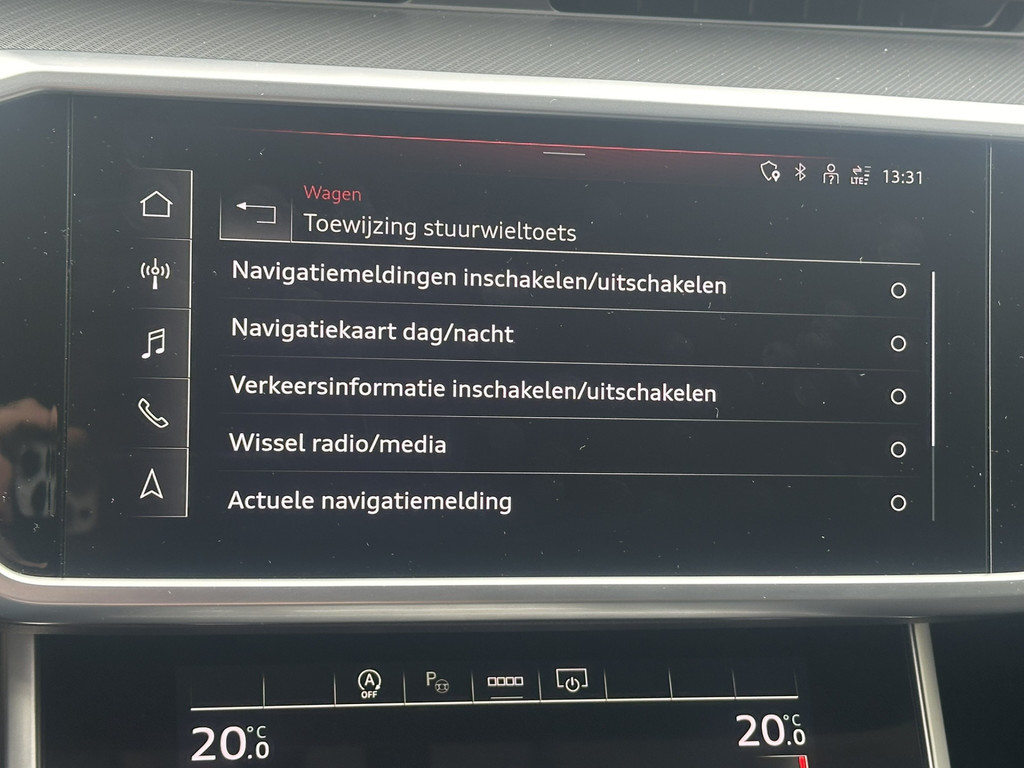 LTE 13:31
Wagen
Toewijzing stuurwieltoets
Navigatiemeldingen inschakelen/uitschakelen
Navigatiekaart dag/nacht
Verkeersinformatie inschakelen/uitschakelen
Wissel radio/media
Actuele navigatiemelding
A OFF P
20.0 °C 20.0 °C